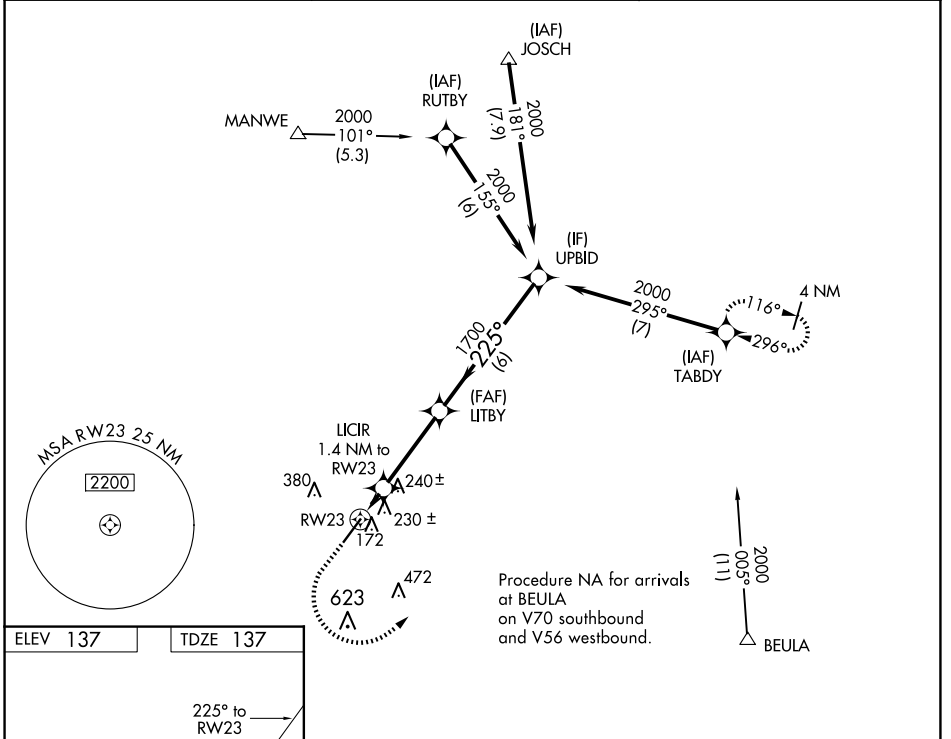 (IAF)
JOSCH
(IAF)
RUTBY
MANWE
2000
101°
(5.3)
2000
181°
(7.9)
2000
155°
(6)
(IF)
UPBID
2000
295°
(7)
4 NM
116°
296°
(IAF)
TABDY
1700
225°
(6)
(FAF)
LITBY
LICIR
1.4 NM to
RW23
380
240±
RW23
230 ±
172
472
623
MSA RW23 25 NM
2200
Procedure NA for arrivals
at BEULA
on V70 southbound
and V56 westbound.
2000
005°
(11)
BEULA
ELEV 137
TDZE 137
225° to
RW23